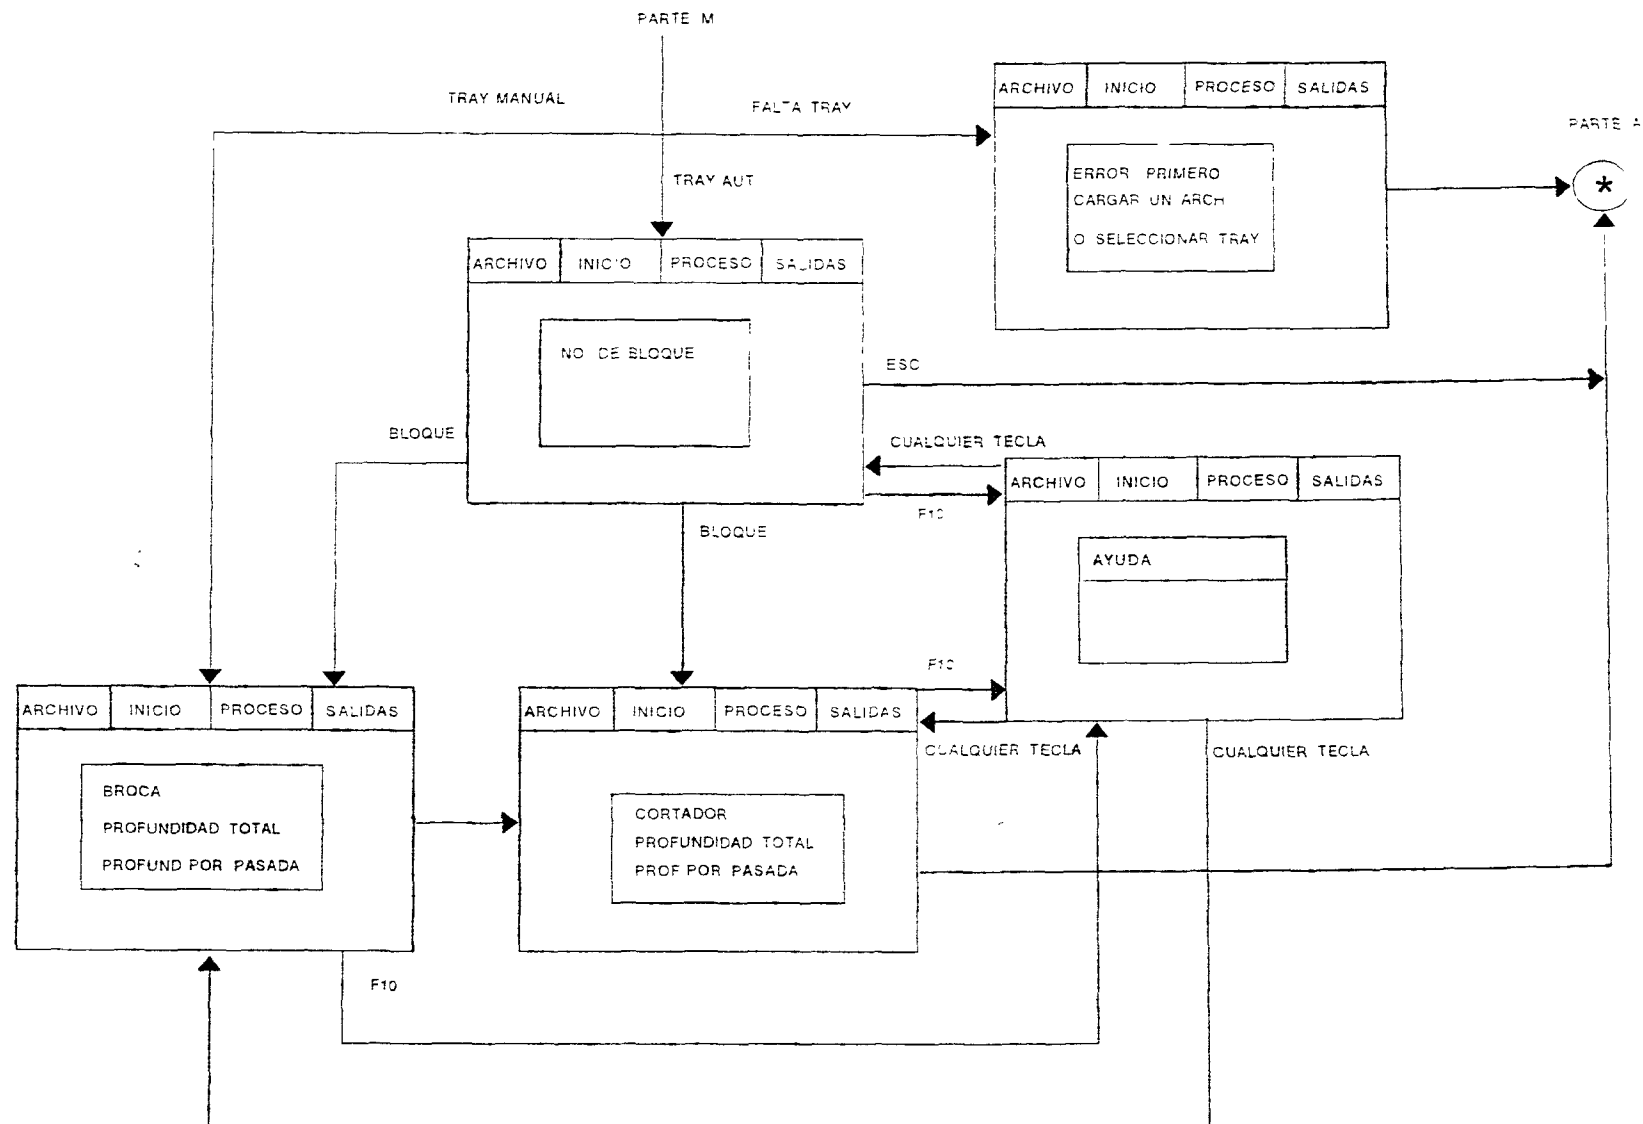 PARTE M
TRAY MANUAL
FALTA TRAY
TRAY AUT
ARCHIVO INICIO PROCESO SALIDAS
ERROR PRIMERO
CARGAR UN ARCH
O SELECCIONAR TRAY
PARTE A
*
ARCHIVO INICIO PROCESO SALIDAS
NO DE BLOQUE
ESC
BLOQUE
CUALQUIER TECLA
F10
BLOQUE
ARCHIVO INICIO PROCESO SALIDAS
AYUDA
F10
CUALQUIER TECLA
CUALQUIER TECLA
ARCHIVO INICIO PROCESO SALIDAS
BROCA
PROFUNDIDAD TOTAL
PROFUND POR PASADA
ARCHIVO INICIO PROCESO SALIDAS
CORTADOR
PROFUNDIDAD TOTAL
PROF POR PASADA
F10